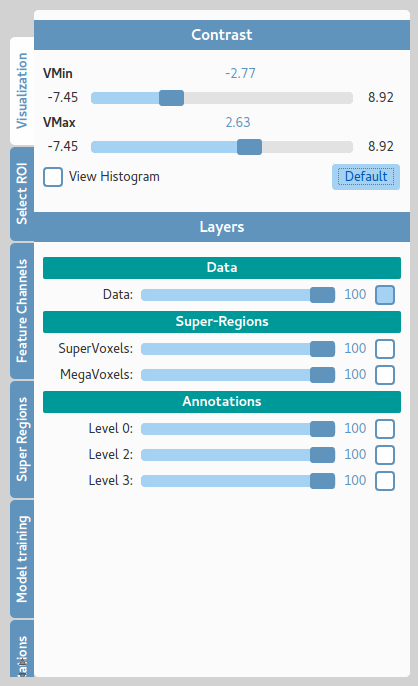 Contrast
VMin
-2.77
-7.45
8.92
VMax
2.63
-7.45
8.92
View Histogram
Default
Layers
Data
Data:
100
Super-Regions
SuperVoxels:
100
MegaVoxels:
100
Annotations
Level 0:
100
Level 2:
100
Level 3:
100
Visualization
Select ROI
Feature Channels
Super Regions
Model training